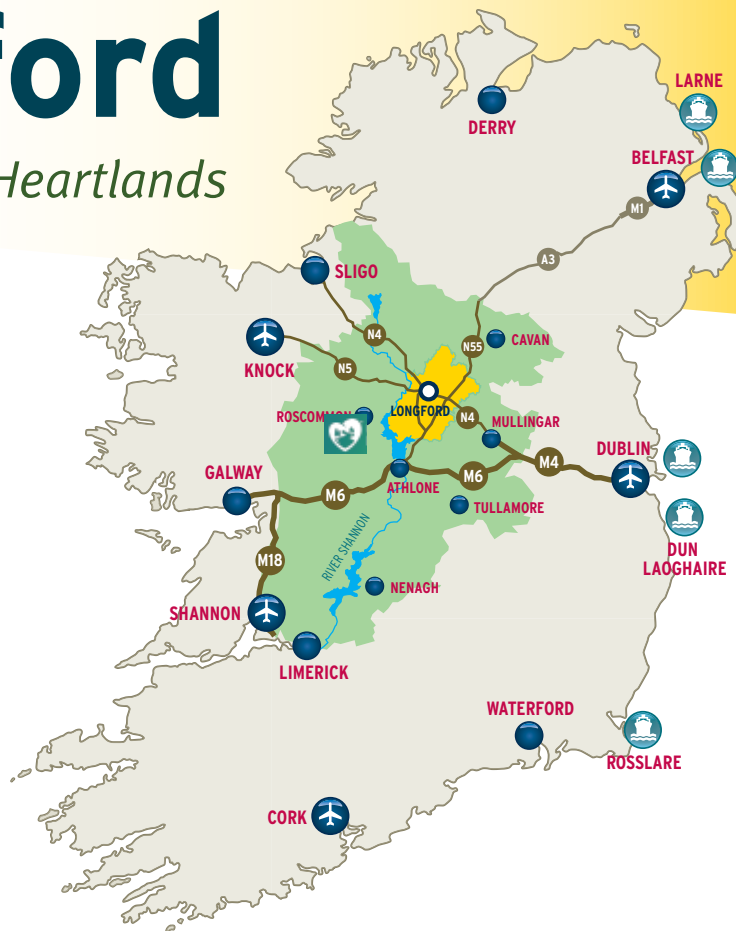 ford
Heartlands
LARNE
DERRY
BELFAST
M1
A3
SLIGO
N4
CAVAN
N55
KNOCK
N5
LONGFORD
ROSCOMMON
N4
MULLINGAR
DUBLIN
M4
GALWAY
M6
ATHLONE
M6
TULLAMORE
RIVER SHANNON
DUN
LAOGHAIRE
M18
NENAGH
SHANNON
LIMERICK
WATERFORD
ROSSLARE
CORK